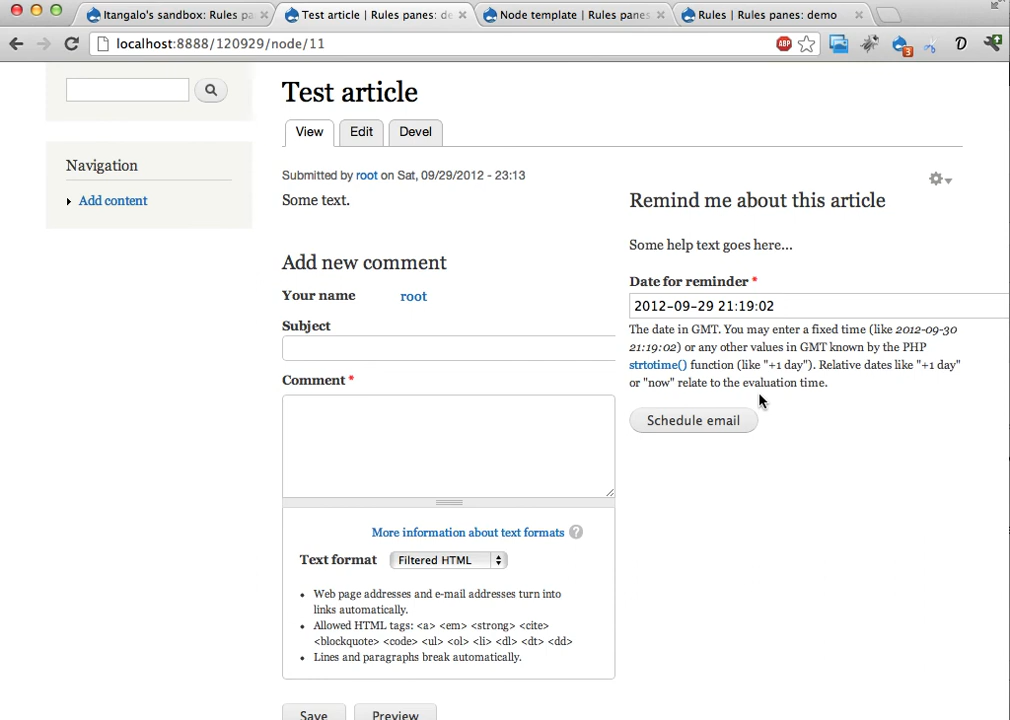 Itangalo's sandbox: Rules pa
Test article | Rules panes: de
Node template | Rules panes
Rules | Rules panes: demo
localhost:8888/120929/node/11
ABP
3
D
Test article
View
Edit
Devel
Navigation
Add content
Submitted by root on Sat, 09/29/2012 - 23:13
Some text.
Add new comment
Your name root
Subject
Comment *
More information about text formats ?
Text format Filtered HTML
• Web page addresses and e-mail addresses turn into
links automatically.
• Allowed HTML tags: <a> <em> <strong> <cite>
<blockquote> <code> <ul> <ol> <li> <dl> <dt> <dd>
• Lines and paragraphs break automatically.
Save
Preview
Remind me about this article
Some help text goes here...
Date for reminder *
2012-09-29 21:19:02
The date in GMT. You may enter a fixed time (like 2012-09-30
21:19:02) or any other values in GMT known by the PHP
strtotime() function (like "+1 day"). Relative dates like "+1 day"
or "now" relate to the evaluation time.
Schedule email